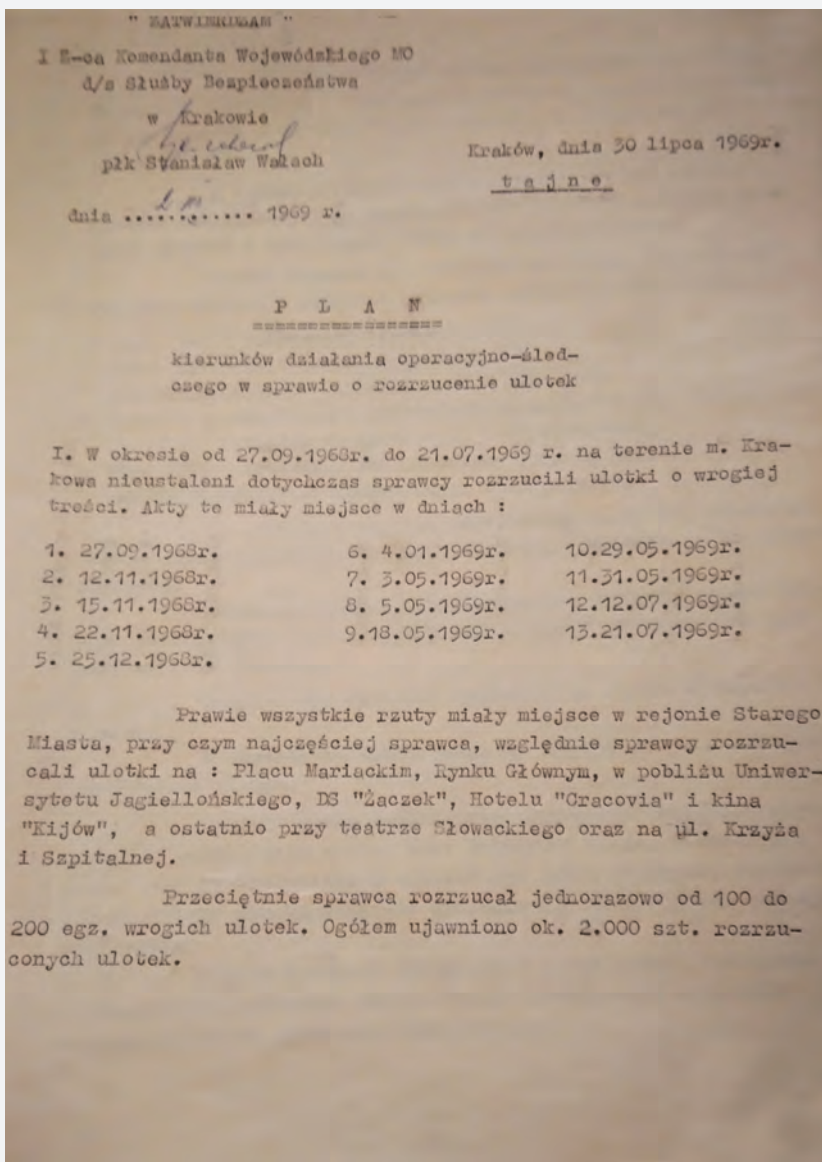 " ZATWIERDZAM "
I Z-ca Komendanta Wojewódzkiego MO
d/s Służby Bezpieczeństwa
w Krakowie
płk Stanisław Wałach
dnia ............ 1969 r.
Kraków, dnia 30 lipca 1969r.
t a j n e
P L A N
==================
kierunków działania operacyjno-śled-
czego w sprawie o rozrzucenie ulotek
I. W okresie od 27.09.1968r. do 21.07.1969 r. na terenie m. Kra-
kowa nieustaleni dotychczas sprawcy rozrzucili ulotki o wrogiej
treści. Akty te miały miejsce w dniach :
1. 27.09.1968r.
2. 12.11.1968r.
3. 15.11.1968r.
4. 22.11.1968r.
5. 25.12.1968r.
6. 4.01.1969r.
7. 3.05.1969r.
8. 5.05.1969r.
9.18.05.1969r.
10.29.05.1969r.
11.31.05.1969r.
12.12.07.1969r.
13.21.07.1969r.
Prawie wszystkie rzuty miały miejsce w rejonie Starego
Miasta, przy czym najczęściej sprawca, względnie sprawcy rozrzu-
cali ulotki na : Placu Mariackim, Rynku Głównym, w pobliżu Uniwer-
sytetu Jagiellońskiego, DS "Żaczek", Hotelu "Cracovia" i kina
"Kijów", a ostatnio przy teatrze Słowackiego oraz na ul. Krzyża
i Szpitalnej.
Przeciętnie sprawca rozrzucał jednorazowo od 100 do
200 egz. wrogich ulotek. Ogółem ujawniono ok. 2.000 szt. rozrzu-
conych ulotek.